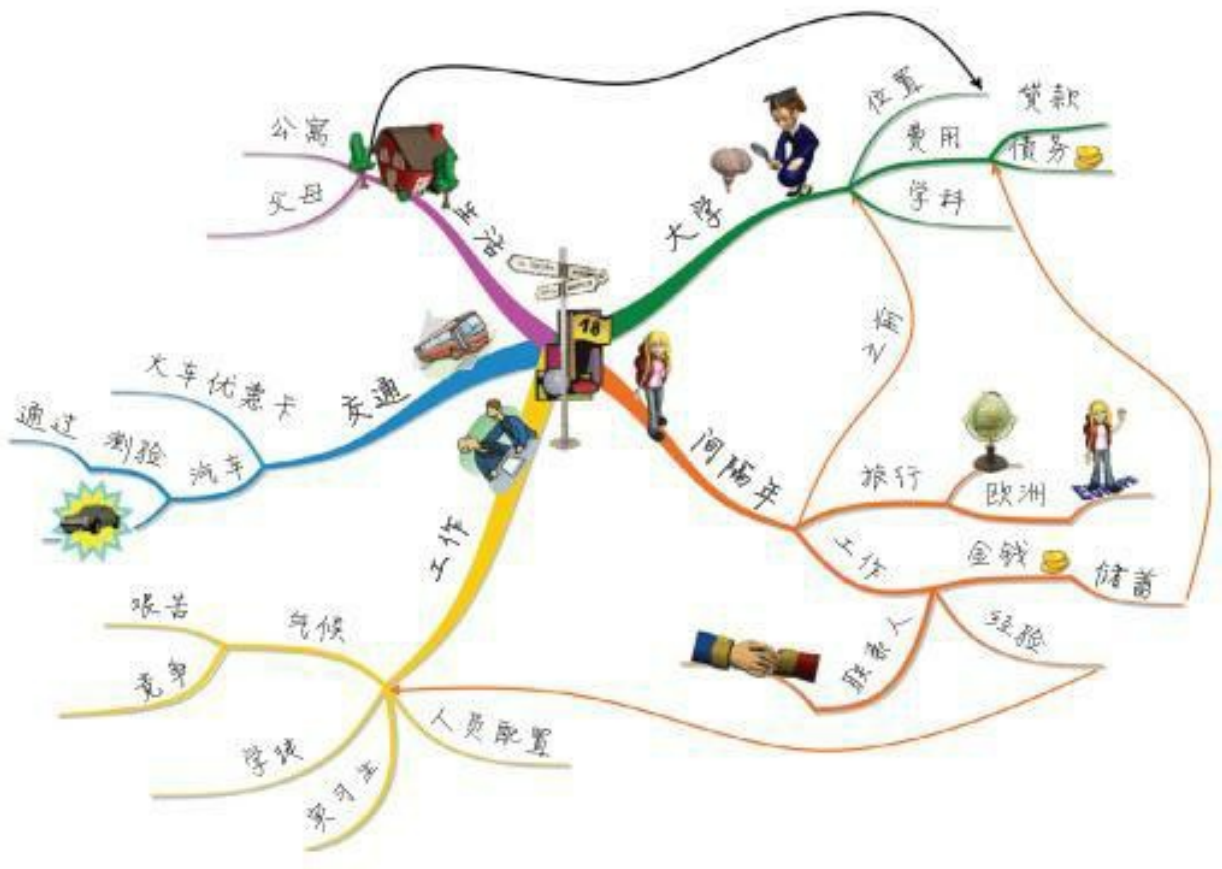 18
大学
位置
费用
贷款
债务
学科
间隔年
之前
旅行
欧洲
工作
金钱
储蓄
经验
联系人
工作
人员配置
实习生
学琐
气候
艰苦
竞争
交通
火车优惠卡
汽车
测验
通过
生活
公寓
父母